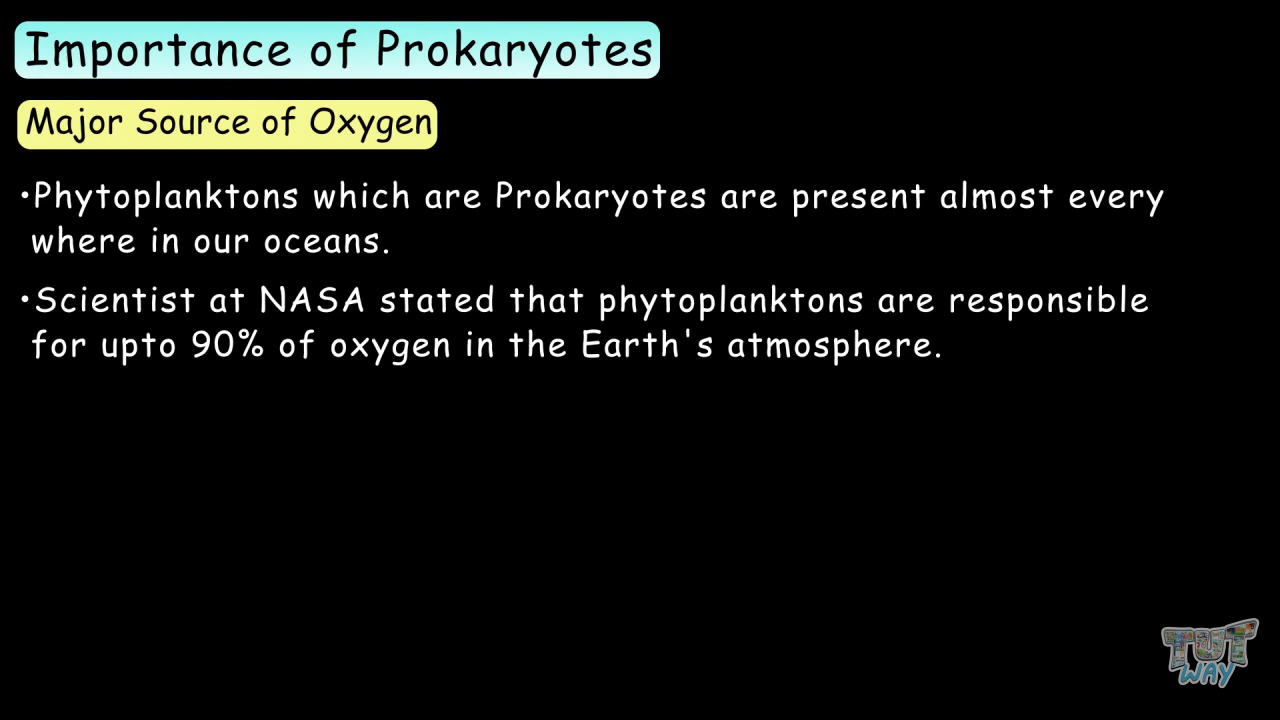 Importance of Prokaryotes
Major Source of Oxygen
•Phytoplanktons which are Prokaryotes are present almost every
where in our oceans.
•Scientist at NASA stated that phytoplanktons are responsible
for upto 90% of oxygen in the Earth's atmosphere.
TUT
WAY